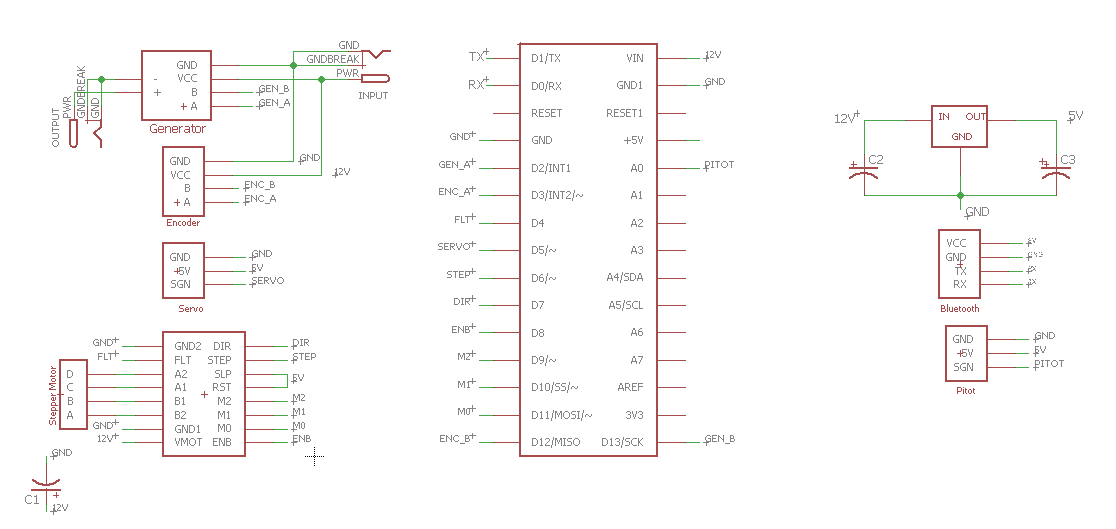 GND
GNDBREAK
PWR
INPUT
OUTPUT
PWR
GNDBREAK
GND
- GND
VCC
+ B
+ A
GEN_B
GEN_A
Generator
GND
VCC
B
+ A
GND
12V
ENC_B
ENC_A
Encoder
GND
+5V
SGN
GND
5V
SERVO
Servo
GND
FLT
GND2 DIR
FLT STEP
A2 SLP
A1 RST
B1 M2
B2 M1
GND1 M0
VMOT ENB
DIR
STEP
5V
M2
M1
M0
ENB
GND
12V
Stepper Motor
D
C
B
A
GND
C1
12V
TX D1/TX VIN 12V
RX D0/RX GND1 GND
RESET RESET1
GND GND +5V
GEN_A D2/INT1 A0 PITOT
ENC_A D3/INT2/~ A1
FLT D4 A2
SERVO D5/~ A3
STEP D6/~ A4/SDA
DIR D7 A5/SCL
ENB D8 A6
M2 D9/~ A7
M1 D10/SS/~ AREF
M0 D11/MOSI/~ 3V3
ENC_B D12/MISO D13/SCK GEN_B
12V IN OUT 5V
GND
C2 C3
GND
VCC
GND
TX
RX
Bluetooth
GND GND
+5V 5V
SGN PITOT
Pitot